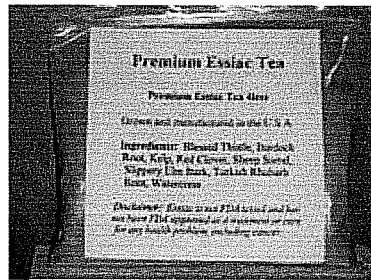 Premium Essiac Tea
Premium Essiac Tea 4oz
Grown and manufactured in the U.S.A.
Ingredients: Blessed Thistle, Burdock
Root, Kelp, Red Clover, Sheep Sorrel,
Slippery Elm Bark, Turkish Rhubarb
Root, Watercress
Disclaimer: Essiac is not FDA tested and has
not been FDA approved as a treatment or cure
for any health problem, including cancer.